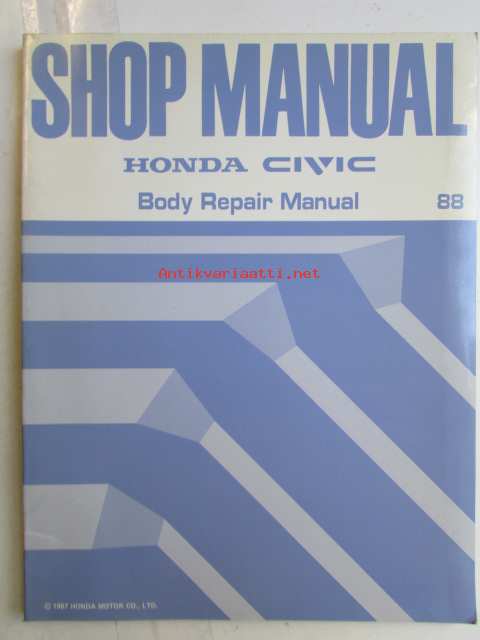 SHOP MANUAL
HONDA CIVIC
Body Repair Manual 88
Antikvariaatti.net
© 1987 HONDA MOTOR CO., LTD.